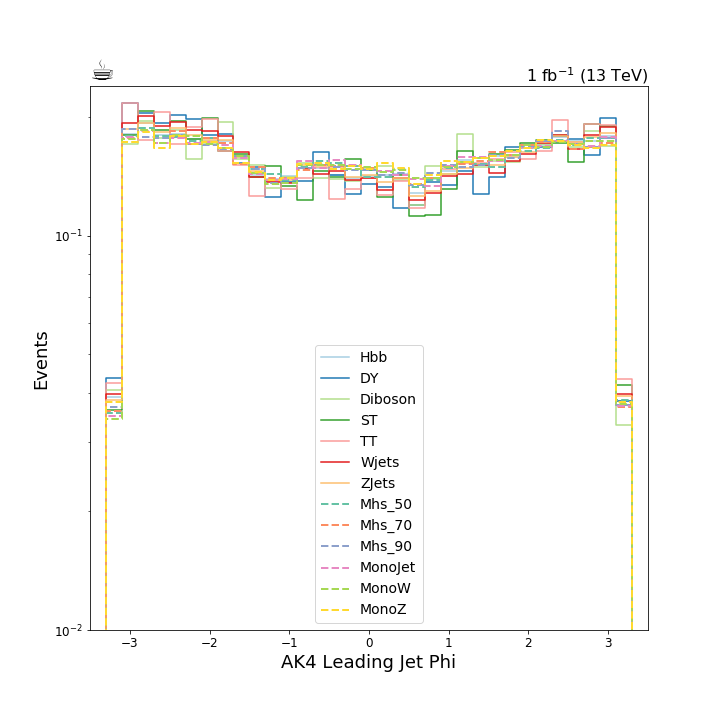 1 fb⁻¹ (13 TeV)
Events
10⁻¹
10⁻²
Hbb
DY
Diboson
ST
TT
Wjets
ZJets
Mhs_50
Mhs_70
Mhs_90
MonoJet
MonoW
MonoZ
−3 −2 −1 0 1 2 3
AK4 Leading Jet Phi